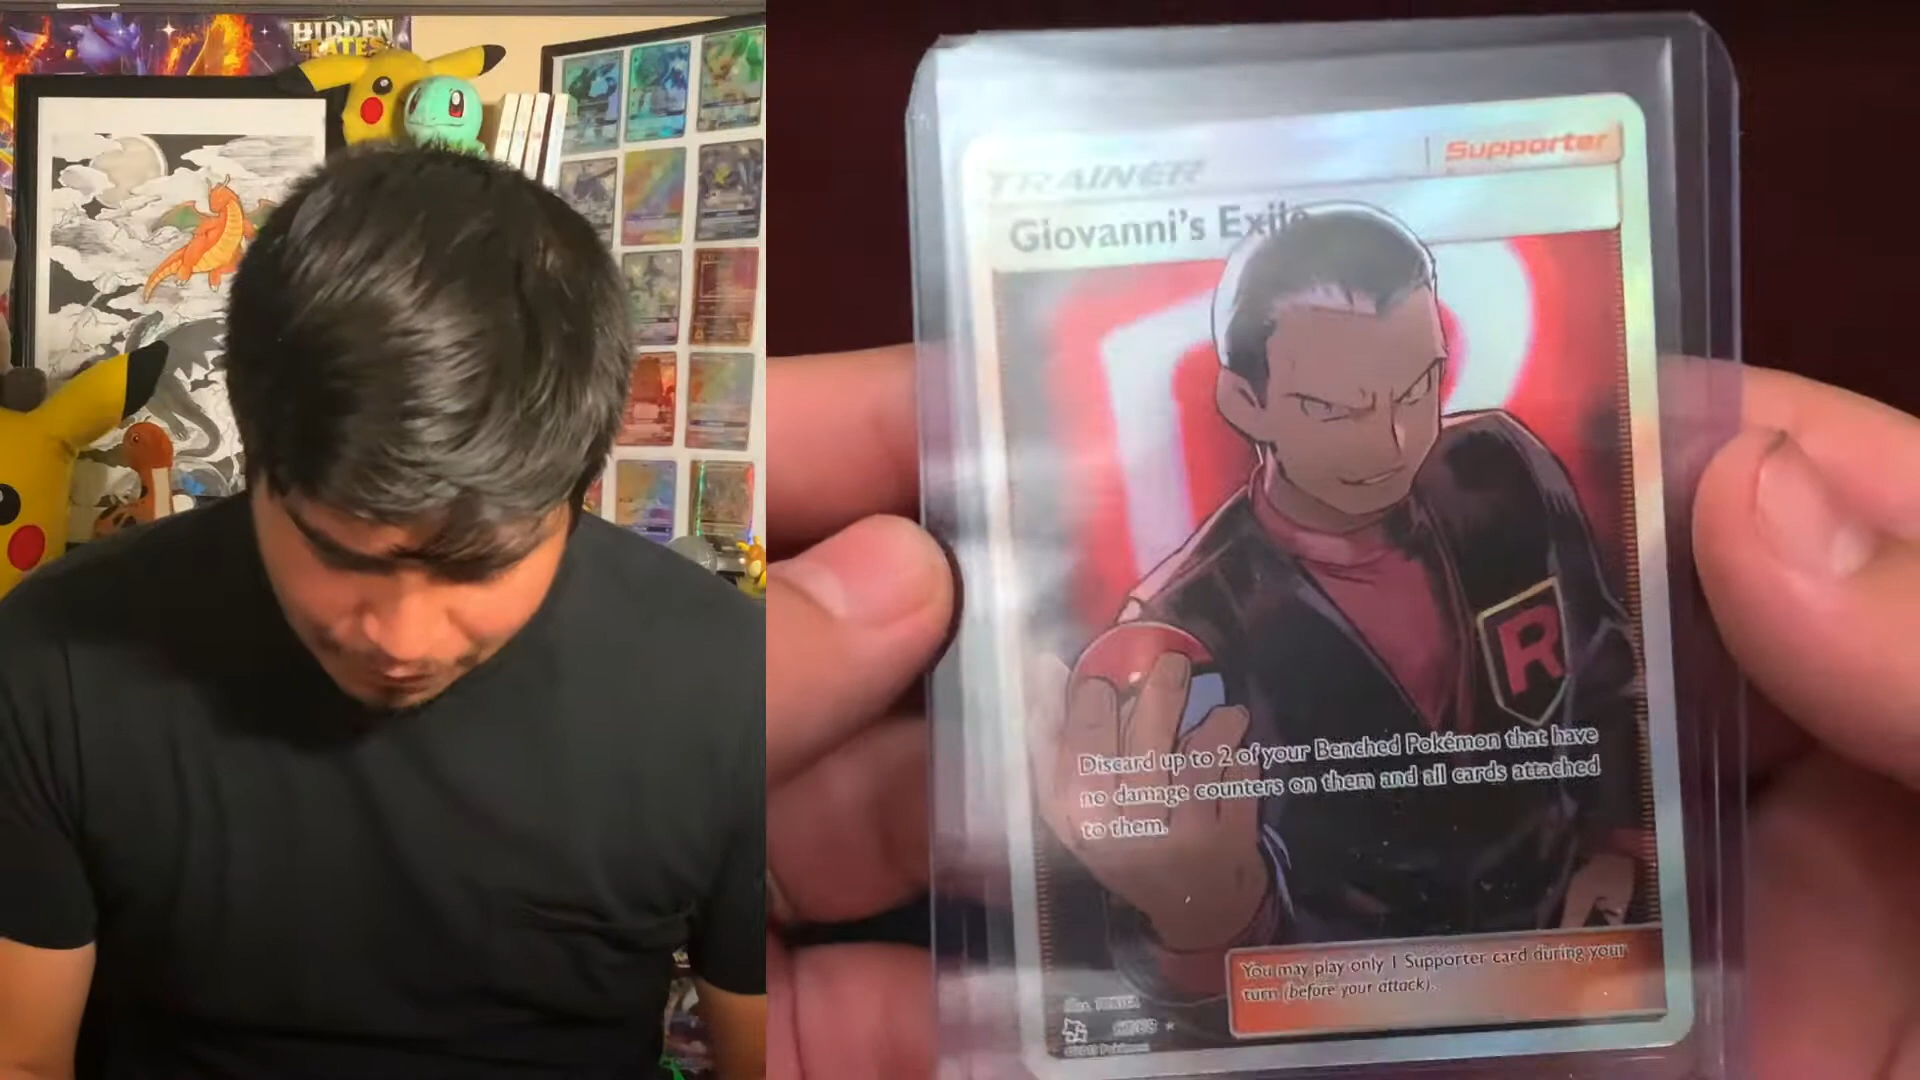 HIDDEN
FATES
TRAINER
Supporter
Giovanni's Exile
R
Discard up to 2 of your Benched Pokémon that have
no damage counters on them and all cards attached
to them.
You may play only 1 Supporter card during your
turn (before your attack).